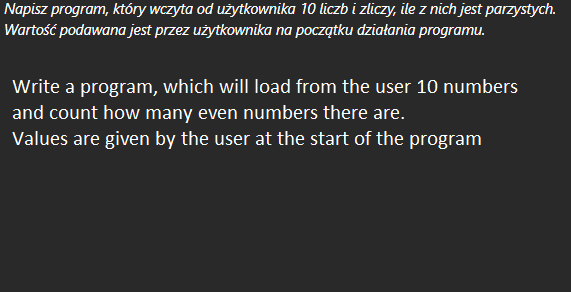 Napisz program, który wczyta od użytkownika 10 liczb i zliczy, ile z nich jest parzystych.
Wartość podawana jest przez użytkownika na początku działania programu.
Write a program, which will load from the user 10 numbers
and count how many even numbers there are.
Values are given by the user at the start of the program